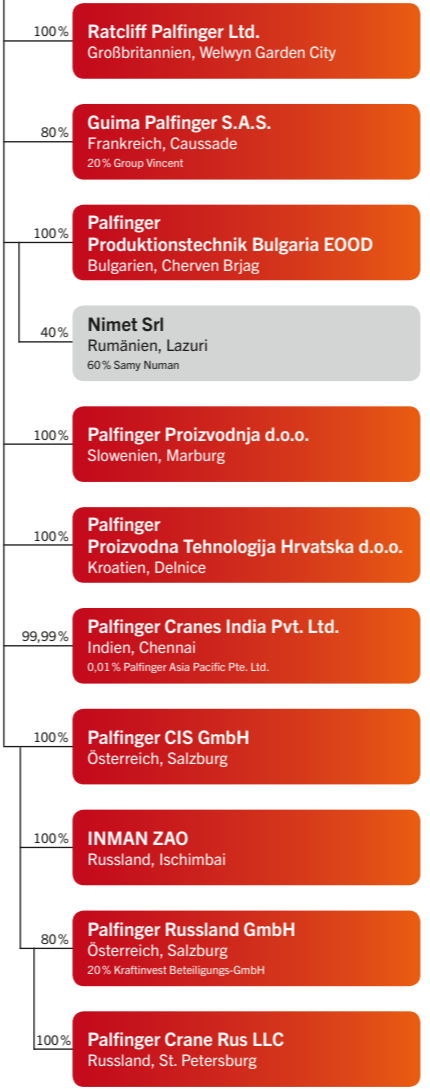 100%
Ratcliff Palfinger Ltd.
Großbritannien, Welwyn Garden City
80%
Guima Palfinger S.A.S.
Frankreich, Caussade
20% Group Vincent
100%
Palfinger
Produktionstechnik Bulgaria EOOD
Bulgarien, Cherven Brjag
40%
Nimet Srl
Rumänien, Lazuri
60% Samy Numan
100%
Palfinger Proizvodnja d.o.o.
Slowenien, Marburg
100%
Palfinger
Proizvodna Tehnologija Hrvatska d.o.o.
Kroatien, Delnice
99,99%
Palfinger Cranes India Pvt. Ltd.
Indien, Chennai
0,01% Palfinger Asia Pacific Pte. Ltd.
100%
Palfinger CIS GmbH
Österreich, Salzburg
100%
INMAN ZAO
Russland, Ischimbai
80%
Palfinger Russland GmbH
Österreich, Salzburg
20% Kraftinvest Beteiligungs-GmbH
100%
Palfinger Crane Rus LLC
Russland, St. Petersburg